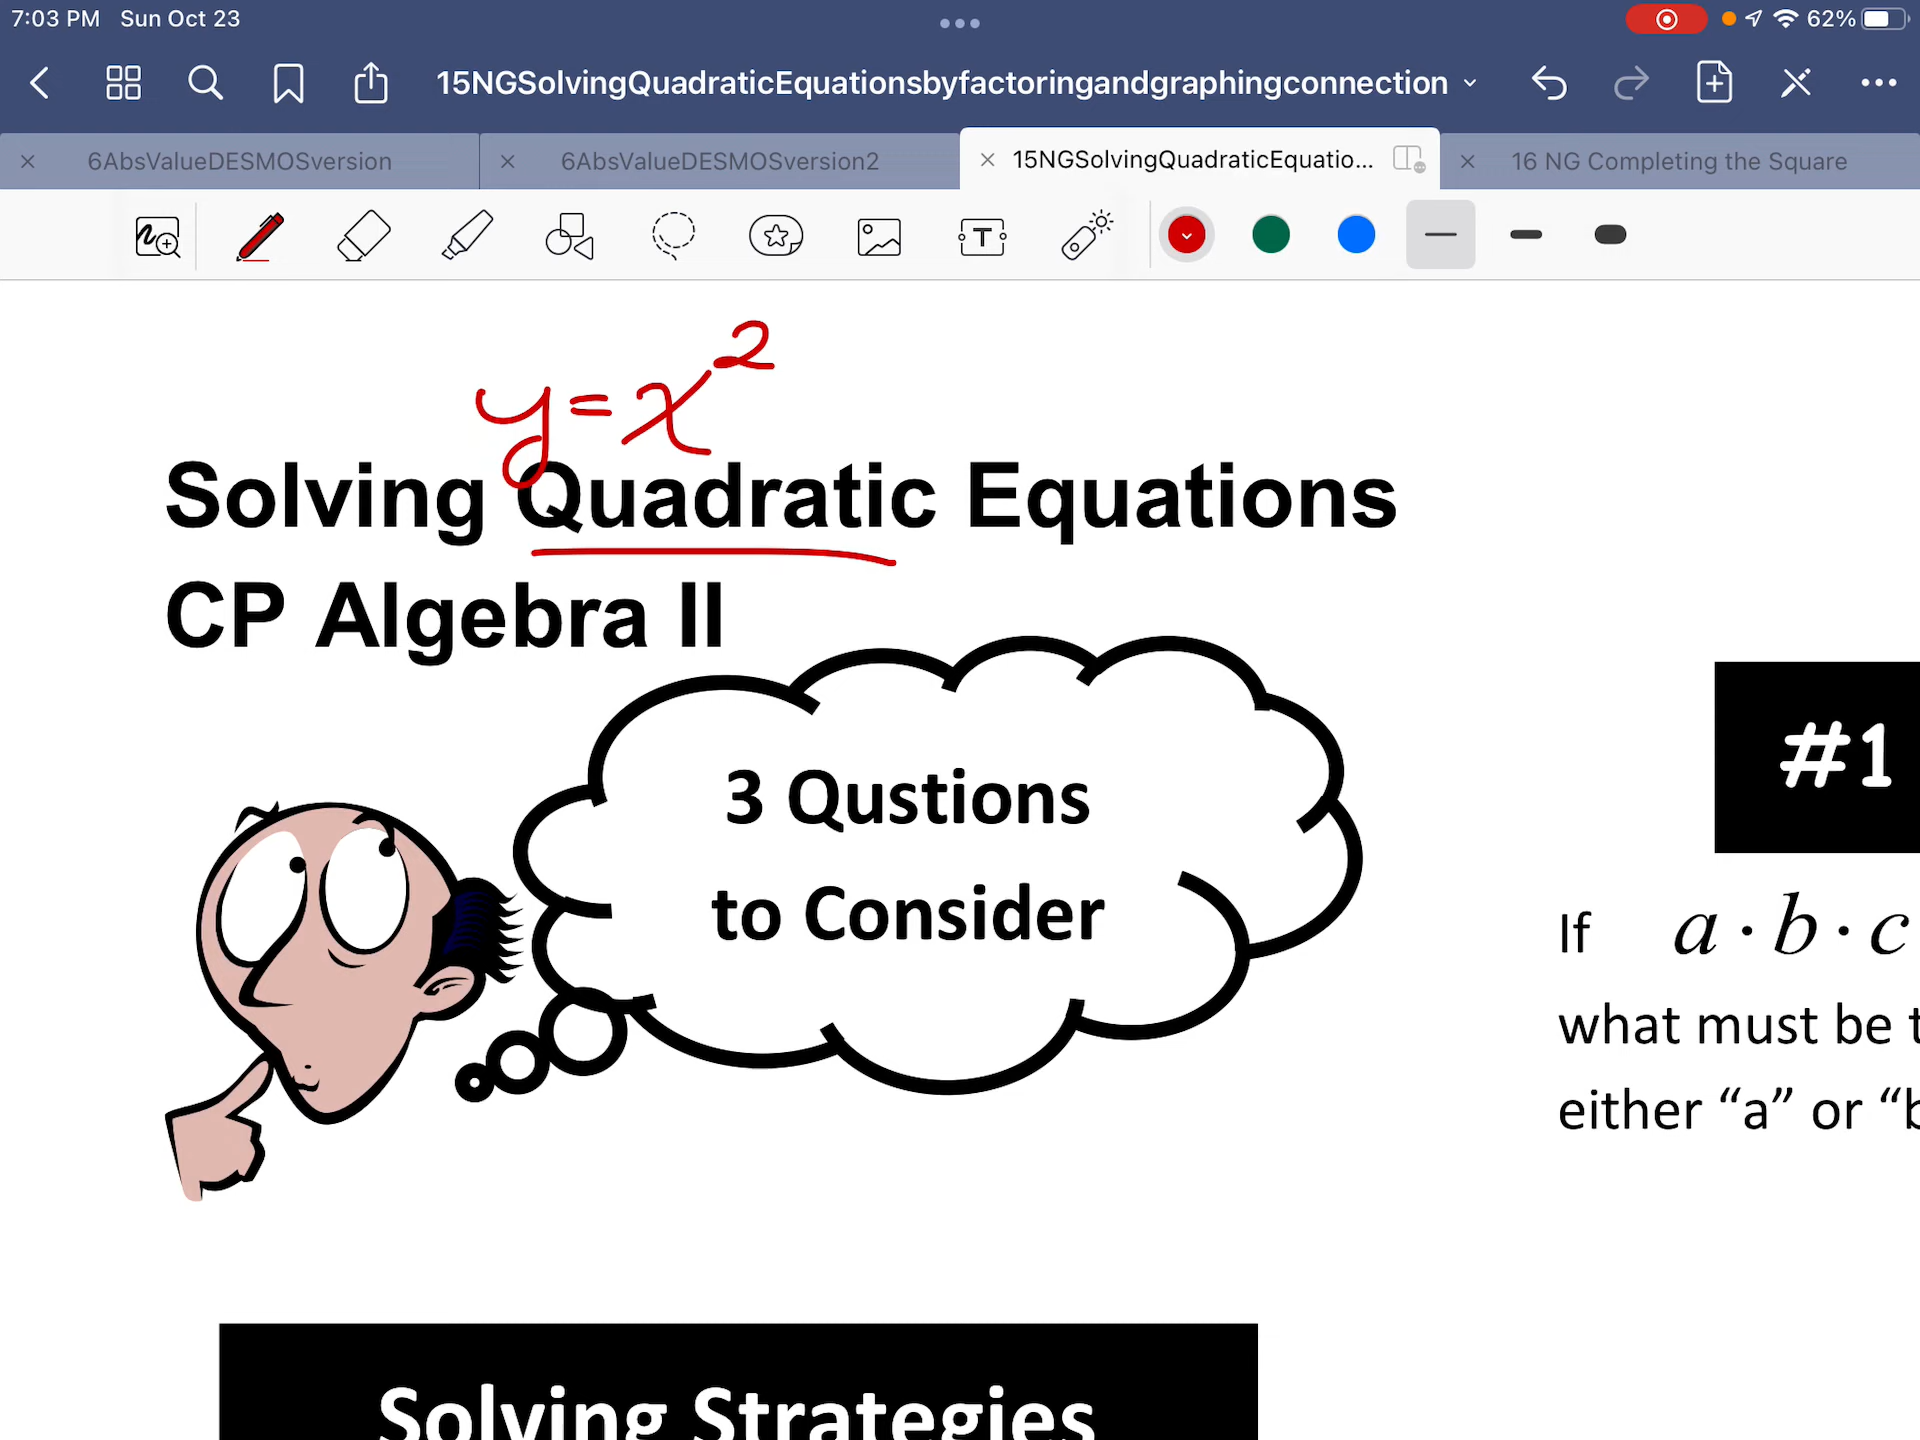 7:03 PM Sun Oct 23
62%
15NGSolvingQuadraticEquationsbyfactoringandgraphingconnection
6AbsValueDESMOSversion
6AbsValueDESMOSversion2
15NGSolvingQuadraticEquatio...
16 NG Completing the Square
T
y=x²
Solving Quadratic Equations
CP Algebra II
3 Qustions
to Consider
#1
If a · b · c
what must be t
either “a” or “b
Solving Strategies